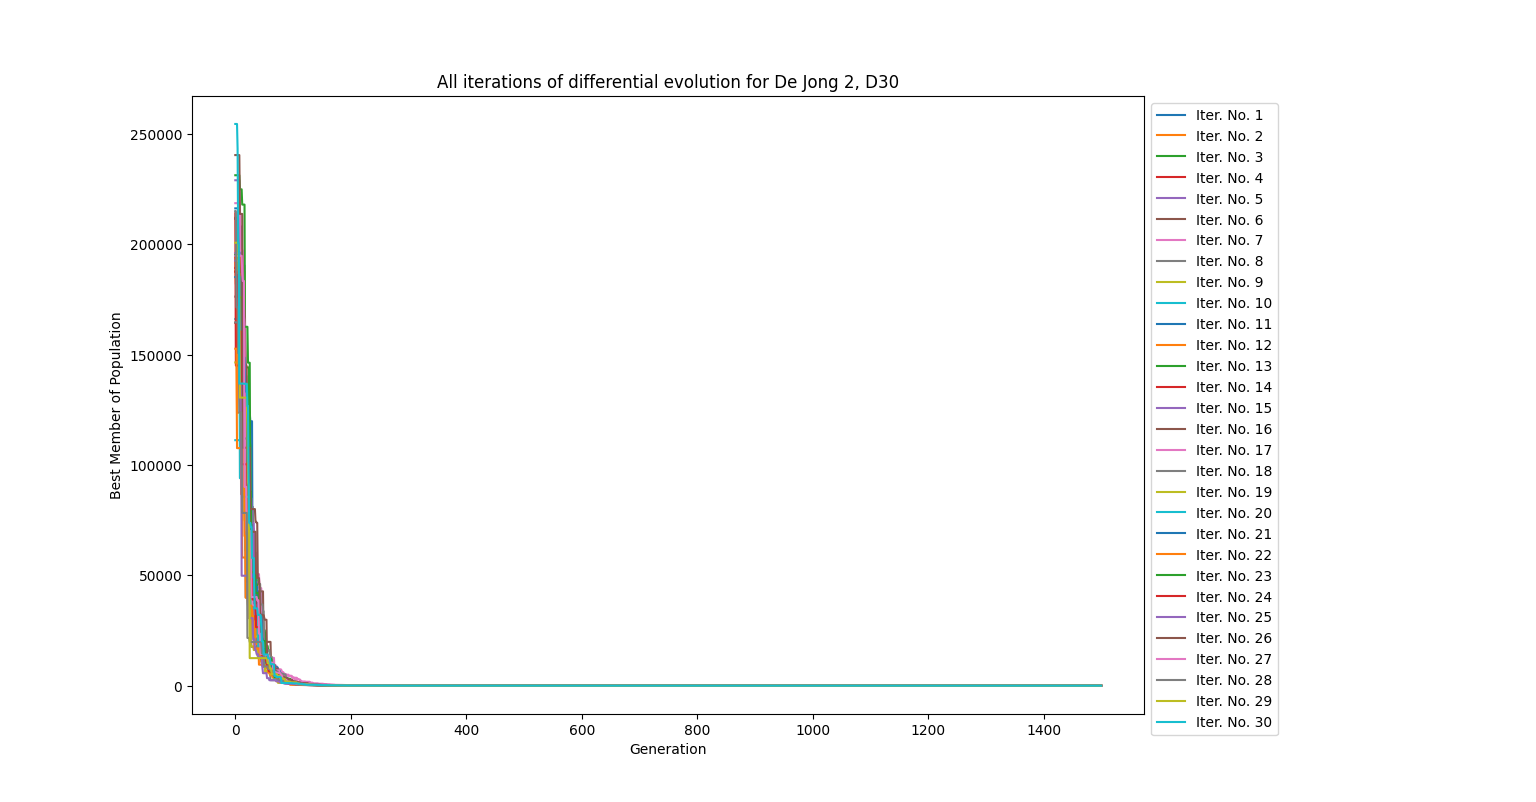 All iterations of differential evolution for De Jong 2, D30
Best Member of Population
250000
200000
150000
100000
50000
0
0 200 400 600 800 1000 1200 1400
Generation
Iter. No. 1
Iter. No. 2
Iter. No. 3
Iter. No. 4
Iter. No. 5
Iter. No. 6
Iter. No. 7
Iter. No. 8
Iter. No. 9
Iter. No. 10
Iter. No. 11
Iter. No. 12
Iter. No. 13
Iter. No. 14
Iter. No. 15
Iter. No. 16
Iter. No. 17
Iter. No. 18
Iter. No. 19
Iter. No. 20
Iter. No. 21
Iter. No. 22
Iter. No. 23
Iter. No. 24
Iter. No. 25
Iter. No. 26
Iter. No. 27
Iter. No. 28
Iter. No. 29
Iter. No. 30